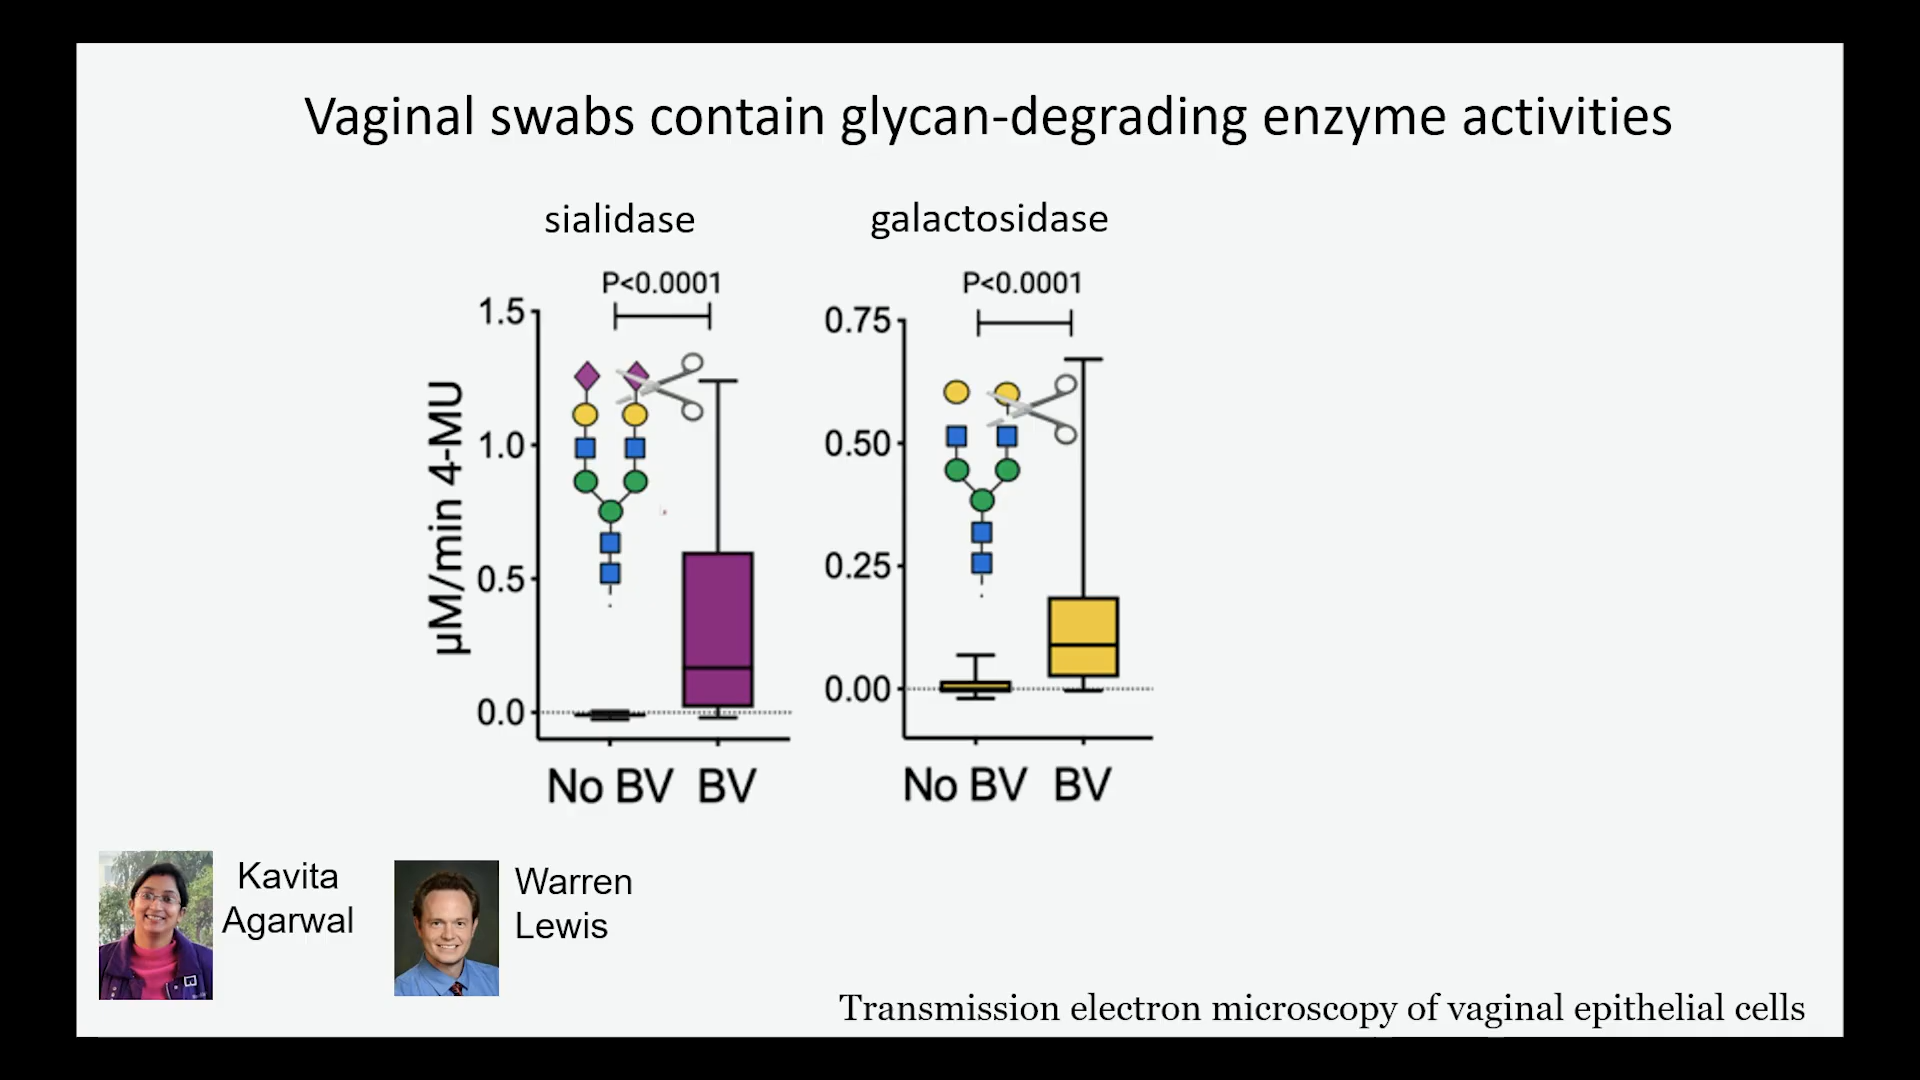 Vaginal swabs contain glycan-degrading enzyme activities
sialidase
P<0.0001
1.5
1.0
0.5
0.0
µM/min 4-MU
No BV BV
galactosidase
P<0.0001
0.75
0.50
0.25
0.00
No BV BV
Kavita
Agarwal
Warren
Lewis
Transmission electron microscopy of vaginal epithelial cells